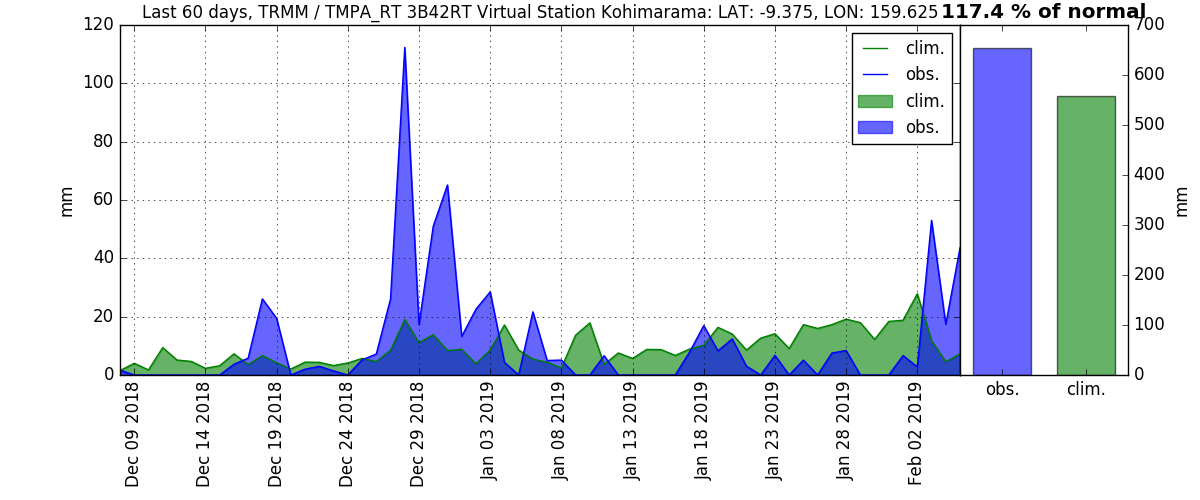 Last 60 days, TRMM / TMPA_RT 3B42RT Virtual Station Kohimarama: LAT: -9.375, LON: 159.625
117.4 % of normal
120
100
80
60
40
20
0
mm
clim.
obs.
clim.
obs.
Dec 09 2018
Dec 14 2018
Dec 19 2018
Dec 24 2018
Dec 29 2018
Jan 03 2019
Jan 08 2019
Jan 13 2019
Jan 18 2019
Jan 23 2019
Jan 28 2019
Feb 02 2019
700
600
500
400
300
200
100
0
mm
obs.
clim.